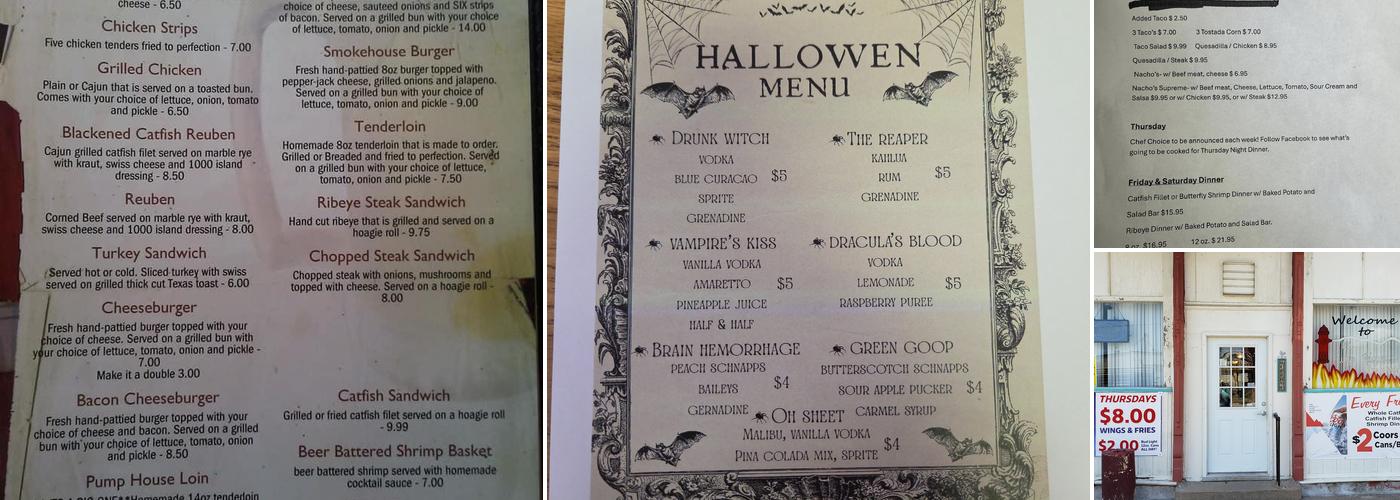 cheese - 6.50
Chicken Strips
Five chicken tenders fried to perfection - 7.00
Grilled Chicken
Plain or Cajun that is served on a toasted bun.
Comes with your choice of lettuce, onion, tomato
and pickle - 6.50
Blackened Catfish Reuben
Cajun grilled catfish filet served on marble rye
with kraut, swiss cheese and 1000 island
dressing - 8.50
Reuben
Corned Beef served on marble rye with kraut,
swiss cheese and 1000 island dressing - 8.00
Turkey Sandwich
Served hot or cold. Sliced turkey with swiss
served on grilled thick cut Texas toast - 6.00
Cheeseburger
Fresh hand-pattied burger topped with your
choice of cheese. Served on a grilled bun with
your choice of lettuce, tomato, onion and pickle -
7.00
Make it a double 3.00
Bacon Cheeseburger
Fresh hand-pattied burger topped with your
choice of cheese and bacon. Served on a grilled
bun with your choice of lettuce, tomato, onion
and pickle - 8.50
Pump House Loin
Homemade 14oz tenderloin
choice of cheese, sauteed onions and SIX strips
of bacon. Served on a grilled bun with your choice
of lettuce, tomato, onion and pickle - 14.00
Smokehouse Burger
Fresh hand-pattied 8oz burger topped with
pepper-jack cheese, grilled onions and jalapeno.
Served on a grilled bun with your choice of
lettuce, tomato, onion and pickle - 9.00
Tenderloin
Homemade 8oz tenderloin that is made to order.
Grilled or Breaded and fried to perfection. Served
on a grilled bun with your choice of lettuce,
tomato, onion and pickle - 7.50
Ribeye Steak Sandwich
Hand cut ribeye that is grilled and served on a
hoagie roll - 9.75
Chopped Steak Sandwich
Chopped steak with onions, mushrooms and
topped with cheese. Served on a hoagie roll -
8.00
Catfish Sandwich
Grilled or fried catfish filet served on a hoagie roll
- 9.99
Beer Battered Shrimp Basket
beer battered shrimp served with homemade
cocktail sauce - 7.00
HALLOWEN
MENU
DRUNK WITCH
VODKA
BLUE CURACAO $5
SPRITE
GRENADINE
THE REAPER
KAHLUA
RUM $5
GRENADINE
VAMPIRE'S KISS
VANILLA VODKA
AMARETTO $5
PINEAPPLE JUICE
HALF & HALF
DRACULA'S BLOOD
VODKA
LEMONADE $5
RASPBERRY PUREE
BRAIN HEMORRHAGE
PEACH SCHNAPPS
BAILEYS $4
GERNADINE
GREEN GOOP
BUTTERSCOTCH SCHNAPPS
SOUR APPLE PUCKER $4
CARMEL SYRUP
OH SHEET
MALIBU, VANILLA VODKA
PINA COLADA MIX, SPRITE $4
Added Taco $ 2.50
3 Taco's $ 7.00 3 Tostada Corn $ 7.00
Taco Salad $ 9.99 Quesadilla / Chicken $ 8.95
Quesadilla / Steak $ 9.95
Nacho's- w/ Beef meat, cheese $ 6.95
Nacho's Supreme- w/ Beef meat, Cheese, Lettuce, Tomato, Sour Cream and
Salsa $9.95 or w/ Chicken $9.95, or w/ Steak $12.95
Thursday
Chef Choice to be announced each week! Follow Facebook to see what's
going to be cooked for Thursday Night Dinner.
Friday & Saturday Dinner
Catfish Fillet or Butterfly Shrimp Dinner w/ Baked Potato and
Salad Bar $15.95
Ribeye Dinner w/ Baked Potato and Salad Bar.
8 oz. $16.95 12 oz. $ 21.95
Welcome
to
THURSDAYS
$8.00
WINGS & FRIES
$2.00 Bud Light
12oz. Cans
ALL DAY!
Every Fri
Whole Catf
Catfish Fille
Shrimp Din
$2 Coors
Cans/B